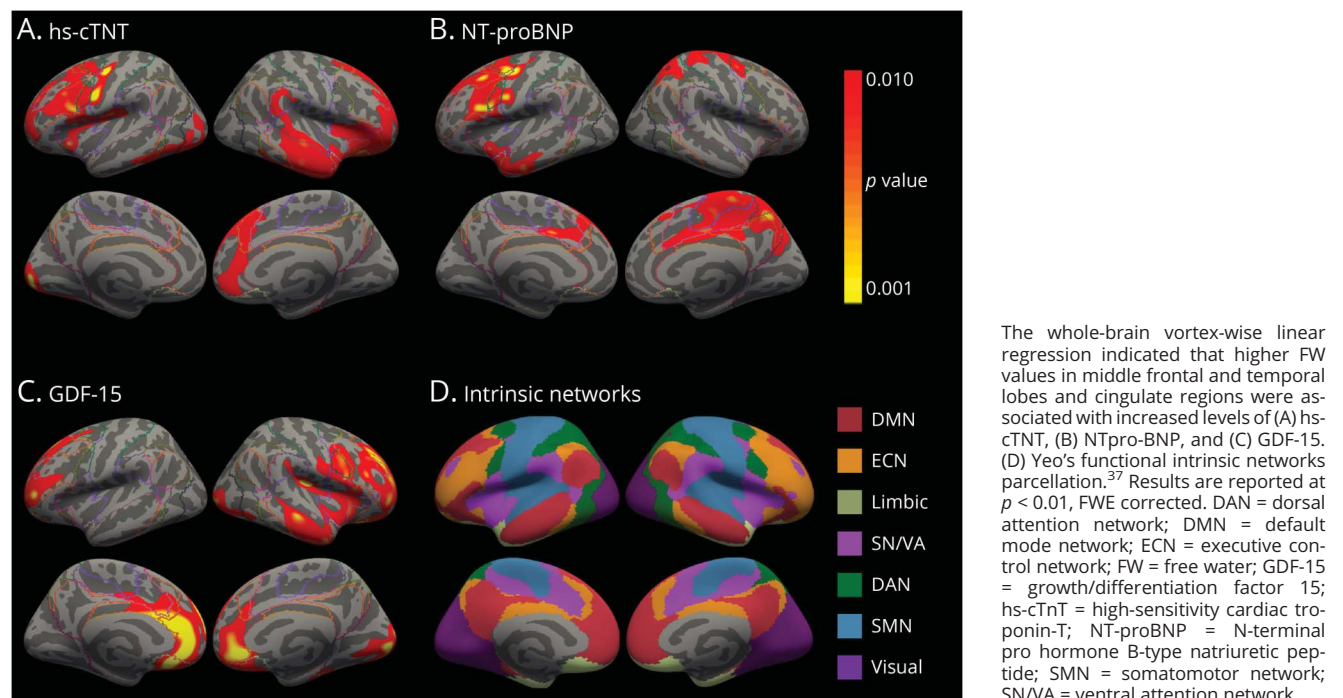 A. hs-cTNT
B. NT-proBNP
0.010
p value
0.001
C. GDF-15
D. Intrinsic networks
DMN
ECN
Limbic
SN/VA
DAN
SMN
Visual
The whole-brain vortex-wise linear
regression indicated that higher FW
values in middle frontal and temporal
lobes and cingulate regions were as-
sociated with increased levels of (A) hs-
cTNT, (B) NTpro-BNP, and (C) GDF-15.
(D) Yeo's functional intrinsic networks
parcellation.37 Results are reported at
p < 0.01, FWE corrected. DAN = dorsal
attention network; DMN = default
mode network; ECN = executive con-
trol network; FW = free water; GDF-15
= growth/differentiation factor 15;
hs-cTnT = high-sensitivity cardiac tro-
ponin-T; NT-proBNP = N-terminal
pro hormone B-type natriuretic pep-
tide; SMN = somatomotor network;
SN/VA = ventral attention network